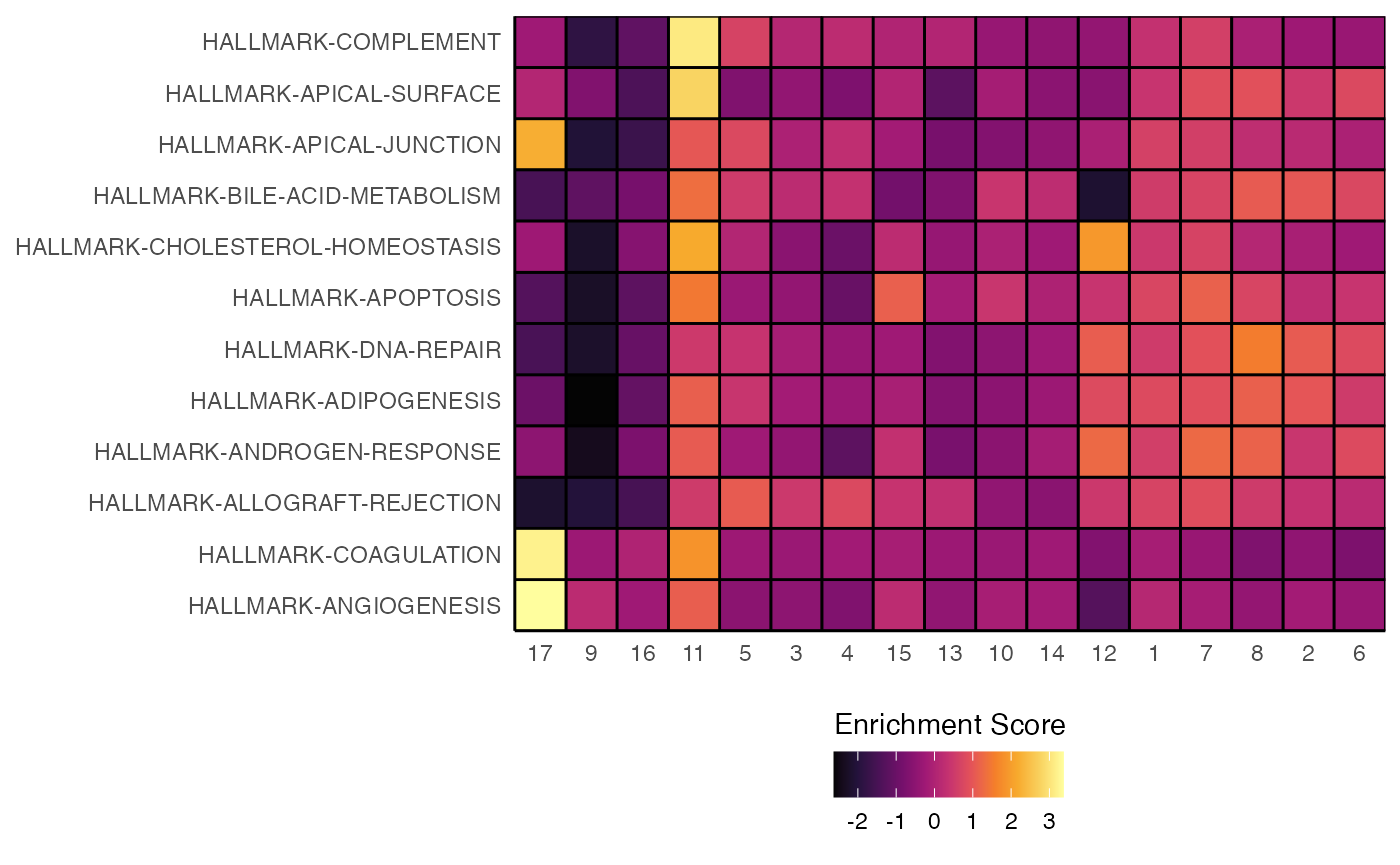 HALLMARK-COMPLEMENT
HALLMARK-APICAL-SURFACE
HALLMARK-APICAL-JUNCTION
HALLMARK-BILE-ACID-METABOLISM
HALLMARK-CHOLESTEROL-HOMEOSTASIS
HALLMARK-APOPTOSIS
HALLMARK-DNA-REPAIR
HALLMARK-ADIPOGENESIS
HALLMARK-ANDROGEN-RESPONSE
HALLMARK-ALLOGRAFT-REJECTION
HALLMARK-COAGULATION
HALLMARK-ANGIOGENESIS
17 9 16 11 5 3 4 15 13 10 14 12 1 7 8 2 6
Enrichment Score
-2 -1 0 1 2 3